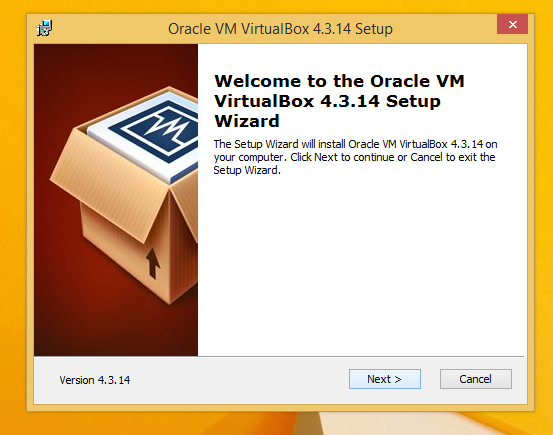 Oracle VM VirtualBox 4.3.14 Setup
Welcome to the Oracle VM
VirtualBox 4.3.14 Setup
Wizard
The Setup Wizard will install Oracle VM VirtualBox 4.3.14 on
your computer. Click Next to continue or Cancel to exit the
Setup Wizard.
Version 4.3.14
Next >
Cancel